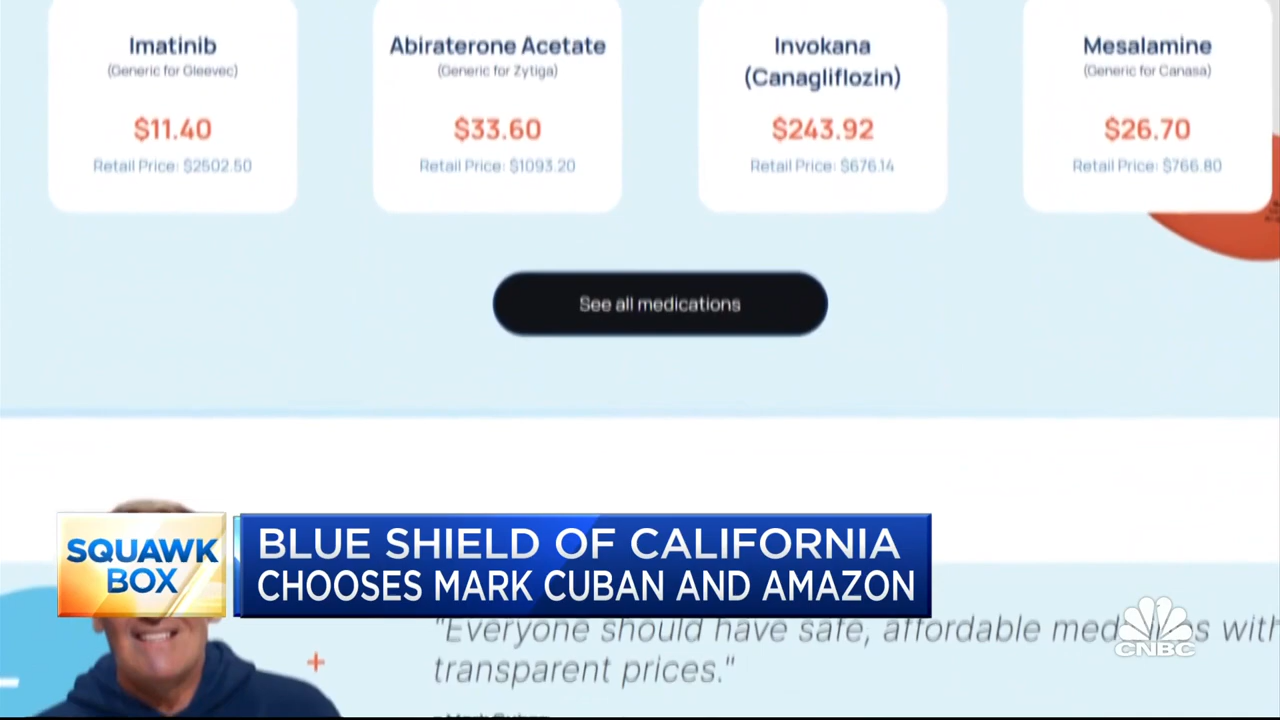 Imatinib
(Generic for Gleevec)
$11.40
Retail Price: $2502.50
Abiraterone Acetate
(Generic for Zytiga)
$33.60
Retail Price: $1093.20
Invokana
(Canagliflozin)
$243.92
Retail Price: $676.14
Mesalamine
(Generic for Canasa)
$26.70
Retail Price: $766.80
See all medications
SQUAWK
BOX
BLUE SHIELD OF CALIFORNIA
CHOOSES MARK CUBAN AND AMAZON
"Everyone should have safe, affordable with
transparent prices."
CNBC